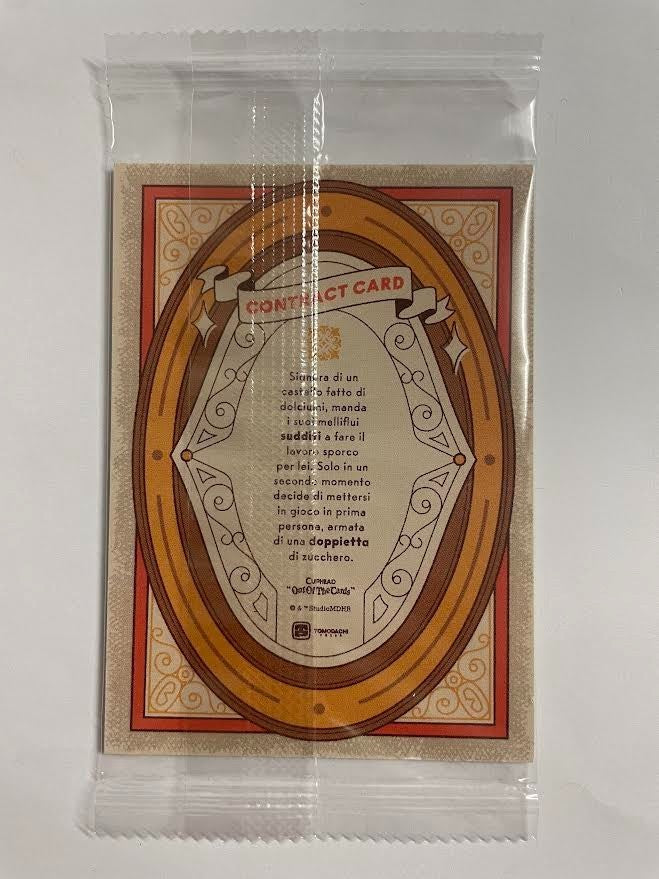 CONTRACT CARD
Signora di un
castello fatto di
dolciumi, manda
i suoi melliflui
sudditi a fare il
lavoro sporco
per lei. Solo in un
secondo momento
decide di mettersi
in gioco in prima
persona, armata
di una doppietta
di zucchero.
CUPHEAD
"Out Of The Cards"
© & ™ StudioMDHR
TOMODACHI
PRESS